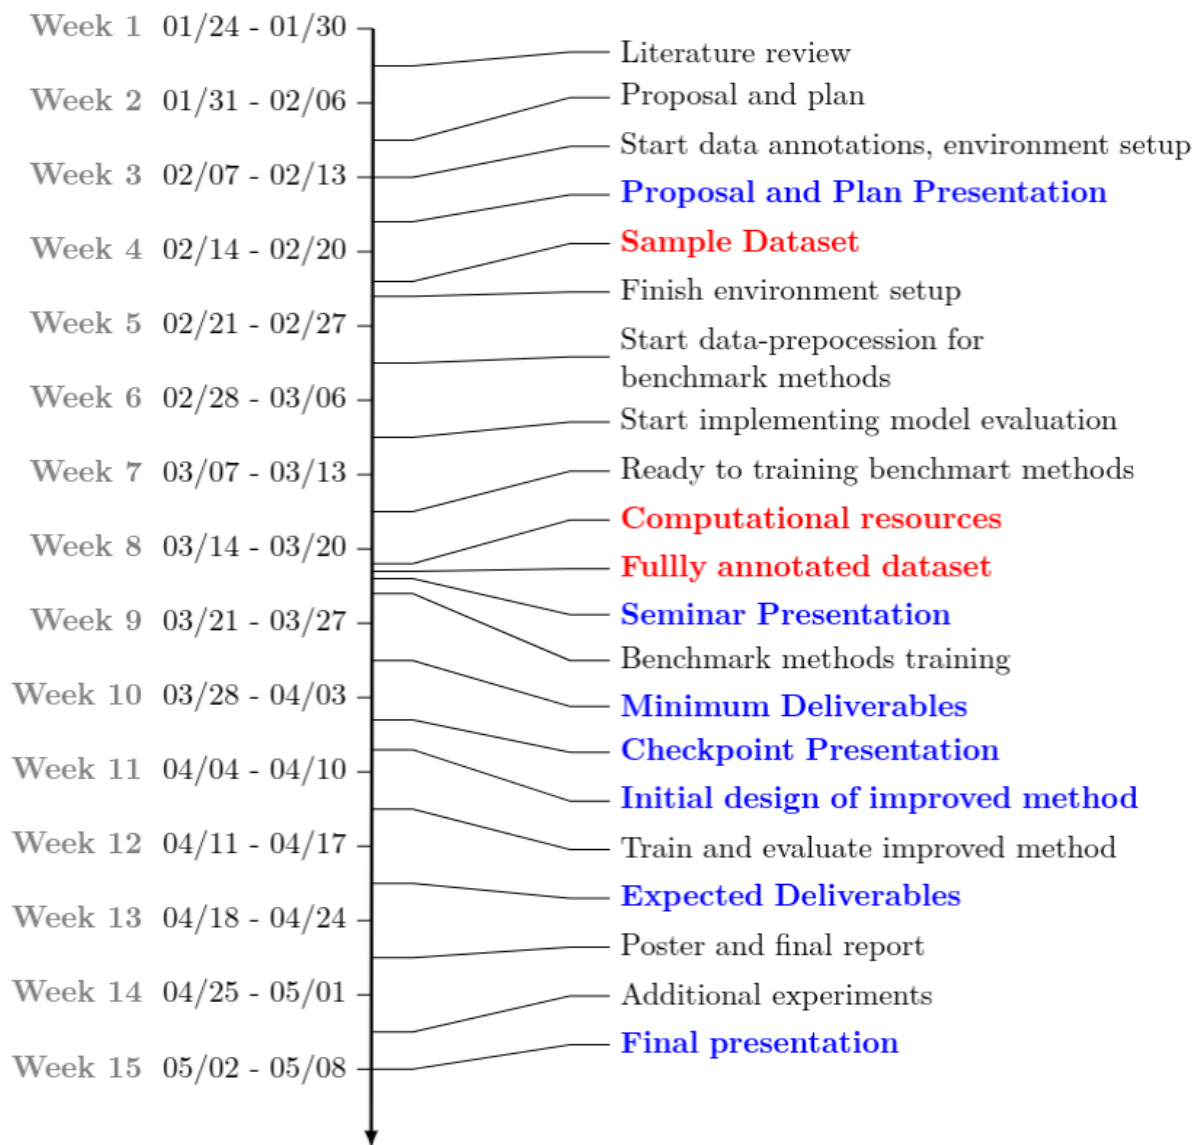 Week 1 01/24 - 01/30
Literature review
Week 2 01/31 - 02/06
Proposal and plan
Start data annotations, environment setup
Week 3 02/07 - 02/13
Proposal and Plan Presentation
Week 4 02/14 - 02/20
Sample Dataset
Finish environment setup
Week 5 02/21 - 02/27
Start data-prepocession for
benchmark methods
Week 6 02/28 - 03/06
Start implementing model evaluation
Week 7 03/07 - 03/13
Ready to training benchmart methods
Computational resources
Week 8 03/14 - 03/20
Fullly annotated dataset
Seminar Presentation
Week 9 03/21 - 03/27
Benchmark methods training
Week 10 03/28 - 04/03
Minimum Deliverables
Checkpoint Presentation
Week 11 04/04 - 04/10
Initial design of improved method
Week 12 04/11 - 04/17
Train and evaluate improved method
Expected Deliverables
Week 13 04/18 - 04/24
Poster and final report
Week 14 04/25 - 05/01
Additional experiments
Final presentation
Week 15 05/02 - 05/08